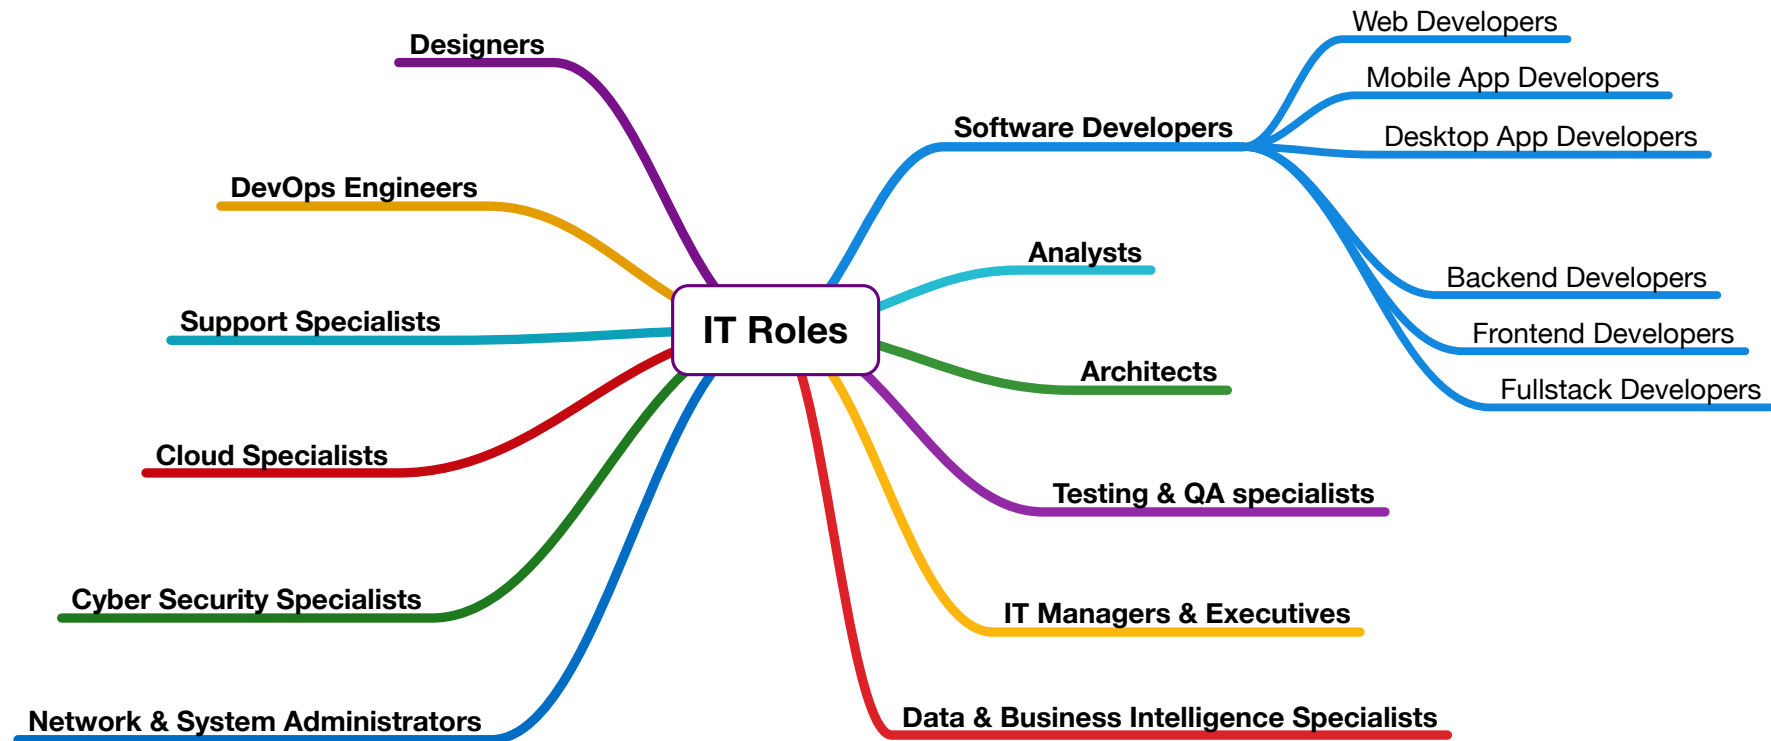 Web Developers
Designers
Mobile App Developers
Software Developers
Desktop App Developers
DevOps Engineers
Analysts
Backend Developers
Support Specialists
IT Roles
Frontend Developers
Architects
Fullstack Developers
Cloud Specialists
Testing & QA specialists
Cyber Security Specialists
IT Managers & Executives
Network & System Administrators
Data & Business Intelligence Specialists